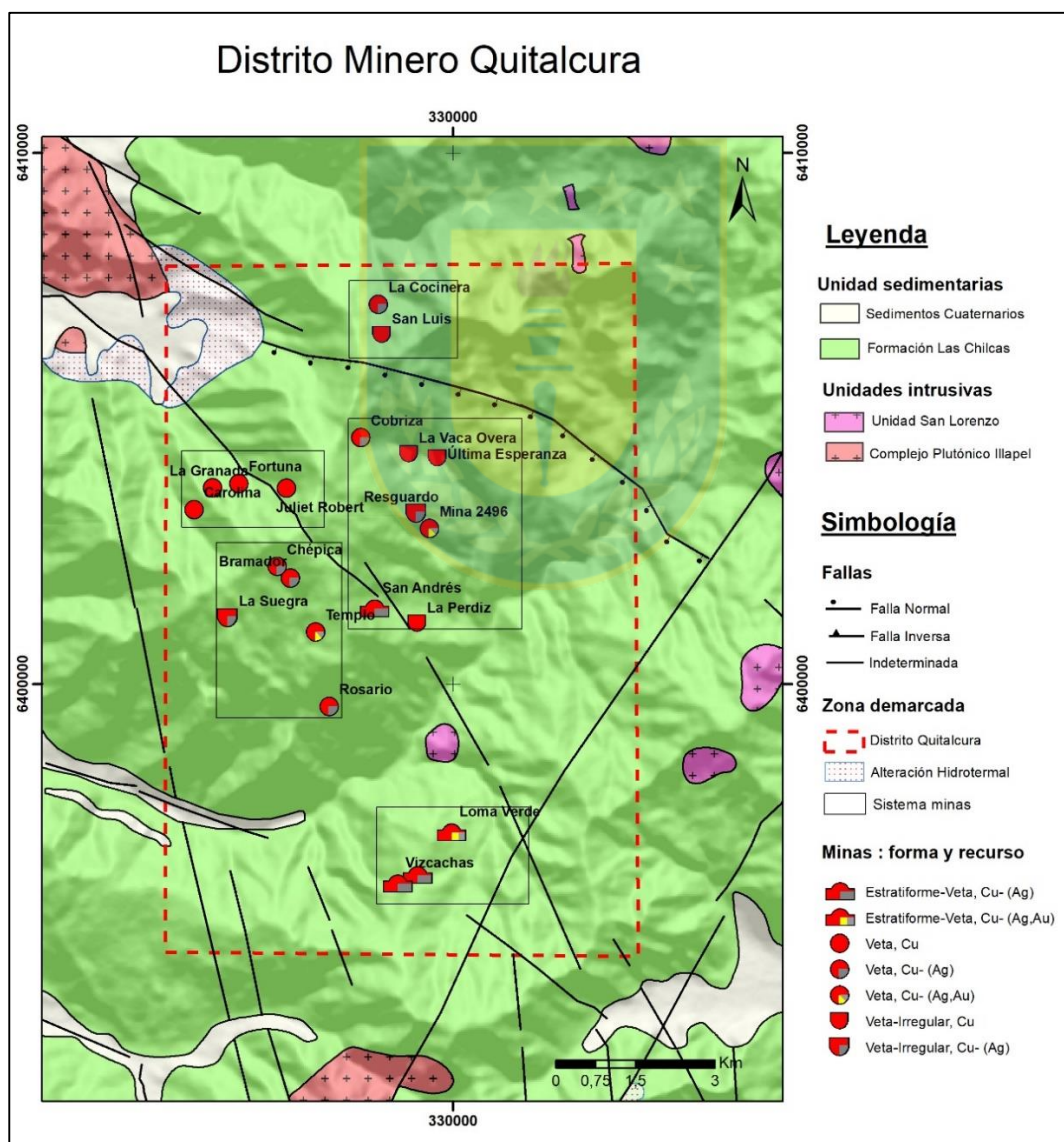 Distrito Minero Quitalcura
330000
6410000
6410000
N
La Cocinera
San Luis
Cobriza
La Vaca Overa
Última Esperanza
La Granada
Fortuna
Carolina
Juliet Robert
Resguardo
Mina 2496
Chépica
Bramador
San Andrés
La Suegra
Templo
La Perdiz
Rosario
6400000
6400000
Loma Verde
Vizcachas
Km
0 0,75 1,5 3
330000
Leyenda
Unidad sedimentarias
Sedimentos Cuaternarios
Formación Las Chilcas
Unidades intrusivas
Unidad San Lorenzo
Complejo Plutónico Illapel
Simbología
Fallas
Falla Normal
Falla Inversa
Indeterminada
Zona demarcada
Distrito Quitalcura
Alteración Hidrotermal
Sistema minas
Minas : forma y recurso
Estratiforme-Veta, Cu- (Ag)
Estratiforme-Veta, Cu- (Ag,Au)
Veta, Cu
Veta, Cu- (Ag)
Veta, Cu- (Ag,Au)
Veta-Irregular, Cu
Veta-Irregular, Cu- (Ag)